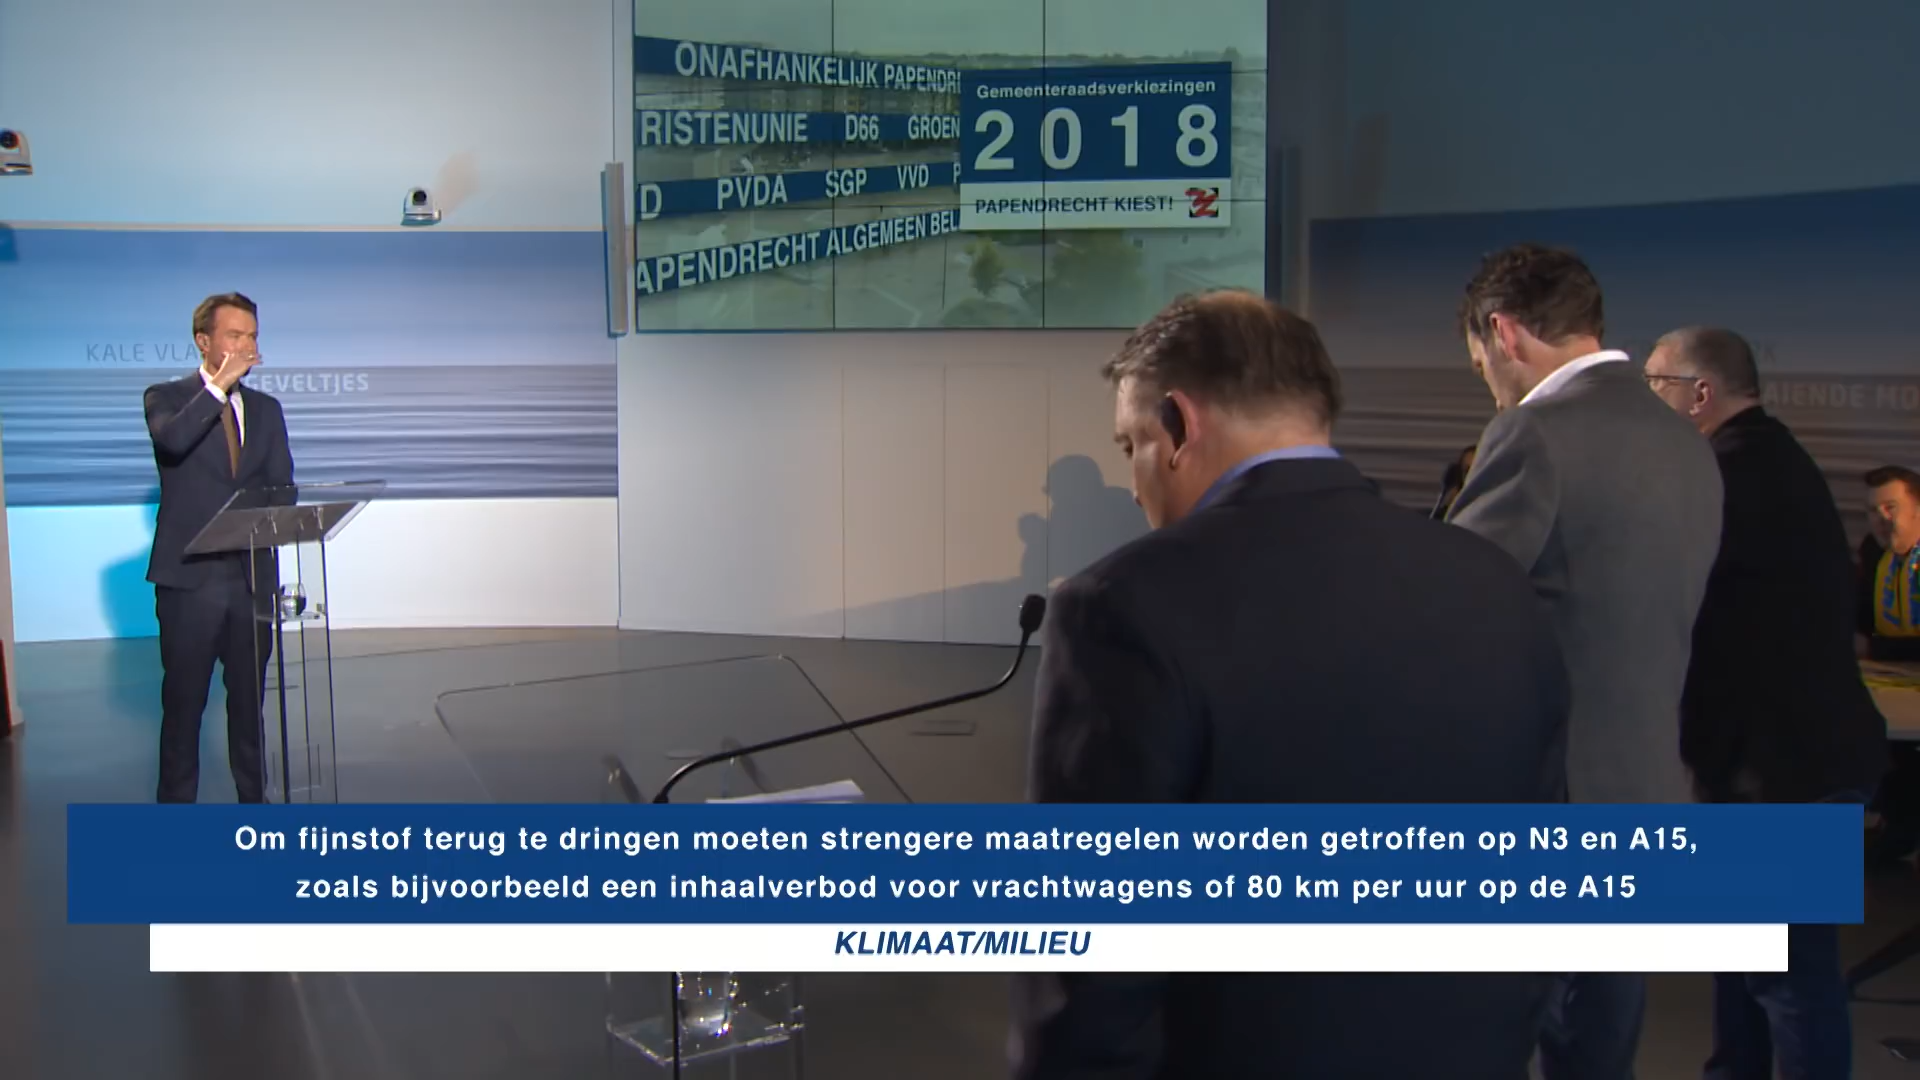 ONAFHANKELIJK PAPENDR
RISTENUNIE D66 GROEN
D PVDA SGP VVD P
APENDRECHT ALGEMEEN BEL
Gemeenteraadsverkiezingen
2018
PAPENDRECHT KIEST!
KALE VLA
GEVELTJES
AIENDE MO
Om fijnstof terug te dringen moeten strengere maatregelen worden getroffen op N3 en A15,
zoals bijvoorbeeld een inhaalverbod voor vrachtwagens of 80 km per uur op de A15
KLIMAAT/MILIEU